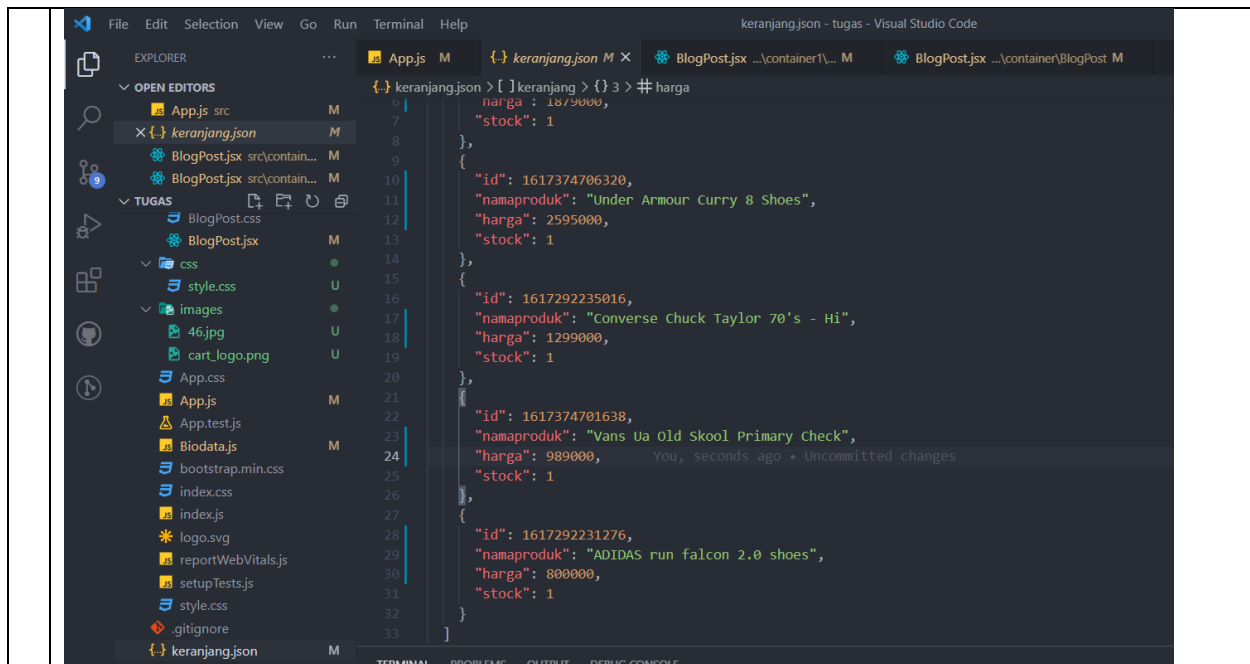 File Edit Selection View Go Run Terminal Help
keranjang.json - tugas - Visual Studio Code
EXPLORER ...
App.js M
{..} keranjang.json M ×
BlogPost.jsx ...\container1\... M
BlogPost.jsx ...\container\BlogPost M
OPEN EDITORS
App.js src M
{..} keranjang.json M
BlogPost.jsx src\contain... M
BlogPost.jsx src\contain... M
9
TUGAS
BlogPost.css
BlogPost.jsx M
css
style.css U
images
46.jpg U
cart_logo.png U
App.css
App.js M
App.test.js
Biodata.js M
bootstrap.min.css
index.css
index.js
logo.svg
reportWebVitals.js
setupTests.js
style.css
.gitignore
{..} keranjang.json M
{..} keranjang.json > [ ] keranjang > {} 3 > # harga
6 "harga": 1879000,
7 "stock": 1
8 },
9 {
10 "id": 1617374706320,
11 "namaproduk": "Under Armour Curry 8 Shoes",
12 "harga": 2595000,
13 "stock": 1
14 },
15 {
16 "id": 1617292235016,
17 "namaproduk": "Converse Chuck Taylor 70's - Hi",
18 "harga": 1299000,
19 "stock": 1
20 },
21 {
22 "id": 1617374701638,
23 "namaproduk": "Vans Ua Old Skool Primary Check",
24 "harga": 989000, You, seconds ago • Uncommitted changes
25 "stock": 1
26 },
27 {
28 "id": 1617292231276,
29 "namaproduk": "ADIDAS run falcon 2.0 shoes",
30 "harga": 800000,
31 "stock": 1
32 }
33 ]
TERMINAL PROBLEMS OUTPUT DEBUG CONSOLE